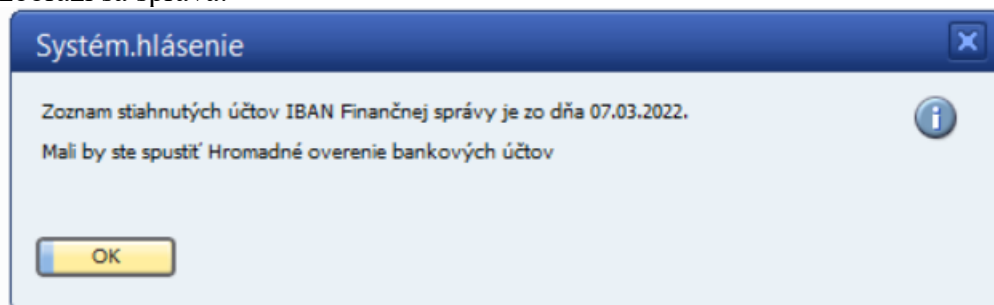 Systém.hlásenie
Zoznam stiahnutých účtov IBAN Finančnej správy je zo dňa 07.03.2022.
Mali by ste spustiť Hromadné overenie bankových účtov
OK